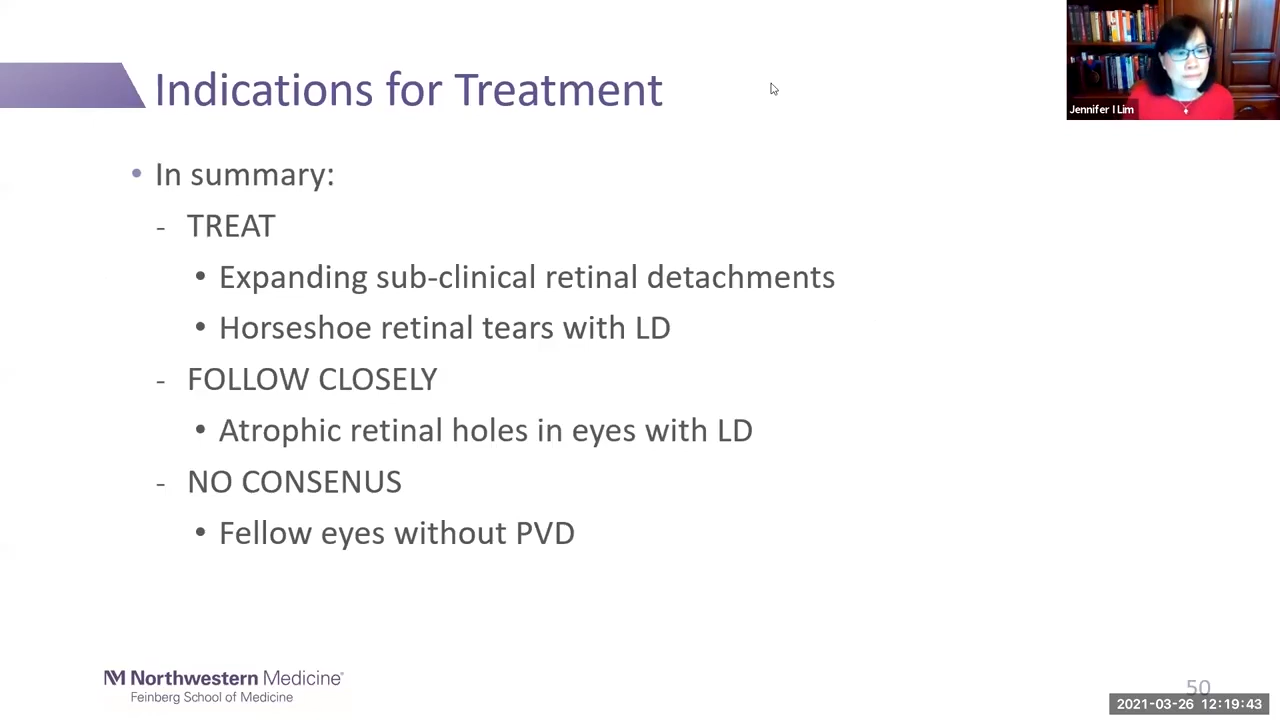 Indications for Treatment
Jennifer I Lim
• In summary:
- TREAT
• Expanding sub-clinical retinal detachments
• Horseshoe retinal tears with LD
- FOLLOW CLOSELY
• Atrophic retinal holes in eyes with LD
- NO CONSENUS
• Fellow eyes without PVD
Northwestern Medicine®
Feinberg School of Medicine
50
2021-03-26 12:19:43